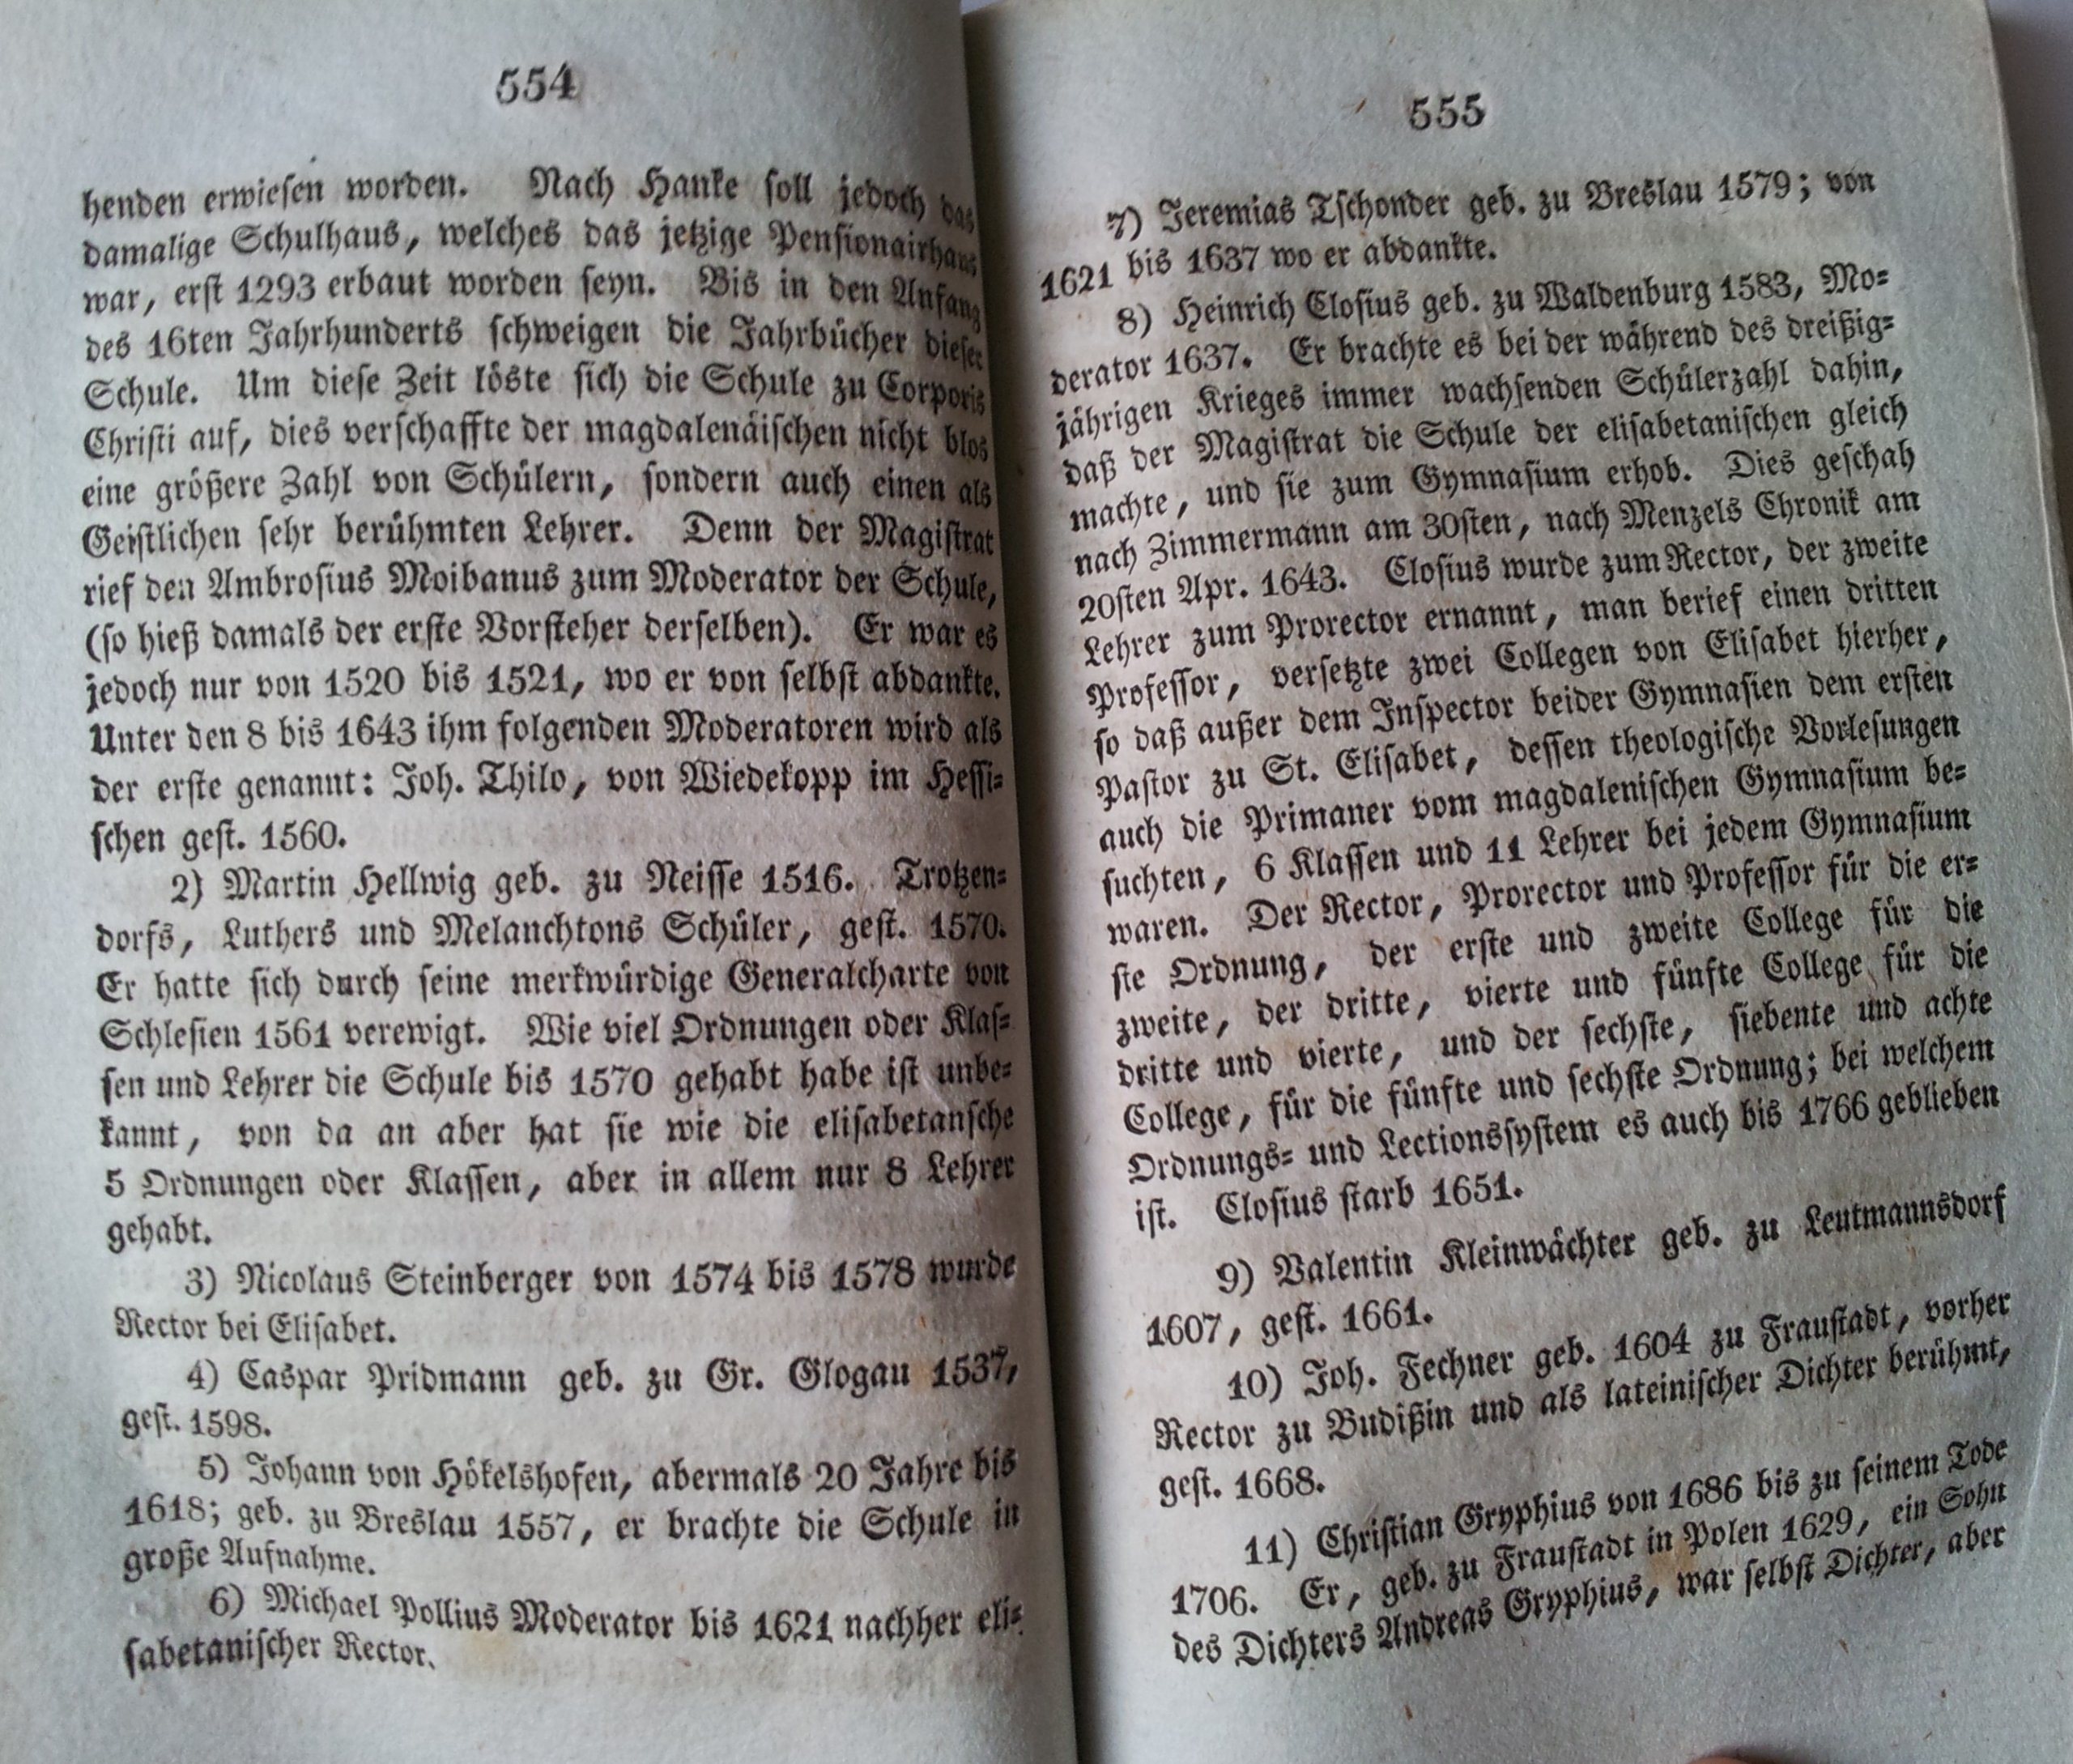 554
henden erwiesen worden. Nach Hanke soll jedoch das
damalige Schulhaus, welches das jetzige Pensionairhaus
war, erst 1293 erbaut worden seyn. Bis in den Anfang
des 16ten Jahrhunderts schweigen die Jahrbücher dieser
Schule. Um diese Zeit löste sich die Schule zu Corporis
Christi auf, dies verschaffte der magdalenäischen nicht blos
eine größere Zahl von Schülern, sondern auch einen als
Geistlichen sehr berühmten Lehrer. Denn der Magistrat
rief den Ambrosius Moibanus zum Moderator der Schule,
(so hieß damals der erste Vorsteher derselben). Er war es
jedoch nur von 1520 bis 1521, wo er von selbst abdankte.
Unter den 8 bis 1643 ihm folgenden Moderatoren wird als
der erste genannt: Joh. Thilo, von Wiedekopp im Hessi-
schen gest. 1560.
2) Martin Hellwig geb. zu Neisse 1516. Trotzen-
dorfs, Luthers und Melanchtons Schüler, gest. 1570.
Er hatte sich durch seine merkwürdige Generalcharte von
Schlesien 1561 verewigt. Wie viel Ordnungen oder Klas-
sen und Lehrer die Schule bis 1570 gehabt habe ist unbe-
kannt, von da an aber hat sie wie die elisabetansche
5 Ordnungen oder Klassen, aber in allem nur 8 Lehrer
gehabt.
3) Nicolaus Steinberger von 1574 bis 1578 wurde
Rector bei Elisabet.
4) Caspar Pridmann geb. zu Gr. Glogau 1537,
gest. 1598.
5) Johann von Hökelshofen, abermals 20 Jahre bis
1618; geb. zu Breslau 1557, er brachte die Schule in
große Aufnahme.
6) Michael Pollius Moderator bis 1621 nachher eli-
sabetanischer Rector.
555
7) Jeremias Tschonder geb. zu Breslau 1579; von
1621 bis 1637 wo er abdankte.
8) Heinrich Closius geb. zu Waldenburg 1583, Mo-
derator 1637. Er brachte es bei der während des dreißig-
jährigen Krieges immer wachsenden Schülerzahl dahin,
daß der Magistrat die Schule der elisabetanischen gleich
machte, und sie zum Gymnasium erhob. Dies geschah
nach Zimmermann am 30sten, nach Menzels Chronik am
20sten Apr. 1643. Closius wurde zum Rector, der zweite
Lehrer zum Prorector ernannt, man berief einen dritten
Professor, versetzte zwei Collegen von Elisabet hierher,
so daß außer dem Inspector beider Gymnasien dem ersten
Pastor zu St. Elisabet, dessen theologische Vorlesungen
auch die Primaner vom magdalenischen Gymnasium be-
suchten, 6 Klassen und 11 Lehrer bei jedem Gymnasium
waren. Der Rector, Prorector und Professor für die er-
ste Ordnung, der erste und zweite College für die
zweite, der dritte, vierte und fünfte College für die
dritte und vierte, und der sechste, siebente und achte
College, für die fünfte und sechste Ordnung; bei welchem
Ordnungs- und Lectionssystem es auch bis 1766 geblieben
ist. Closius starb 1651.
9) Valentin Kleinwächter geb. zu Leutmannsdorf
1607, gest. 1661.
10) Joh. Fechner geb. 1604 zu Fraustadt, vorher
Rector zu Budißin und als lateinischer Dichter berühmt,
gest. 1668.
11) Christian Gryphius von 1686 bis zu seinem Tode
1706. Er, geb. zu Fraustadt in Polen 1629, ein Sohn
des Dichters Andreas Gryphius, war selbst Dichter, aber